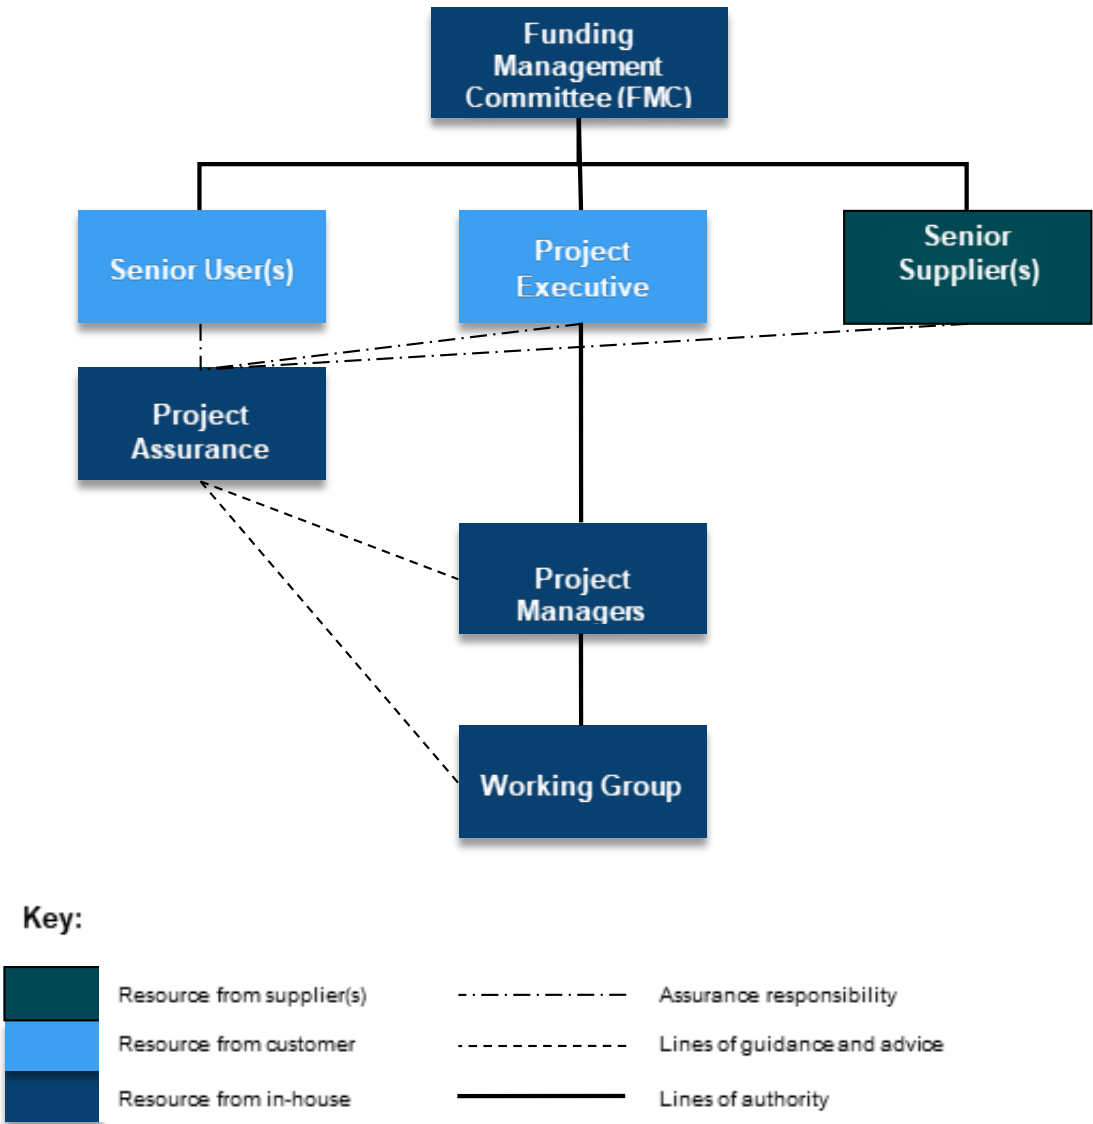 Funding
Management
Committee (FMC)
Senior User(s)
Project
Executive
Senior
Supplier(s)
Project
Assurance
Project
Managers
Working Group
Key:
Resource from supplier(s)
Assurance responsibility
Resource from customer
Lines of guidance and advice
Resource from in-house
Lines of authority